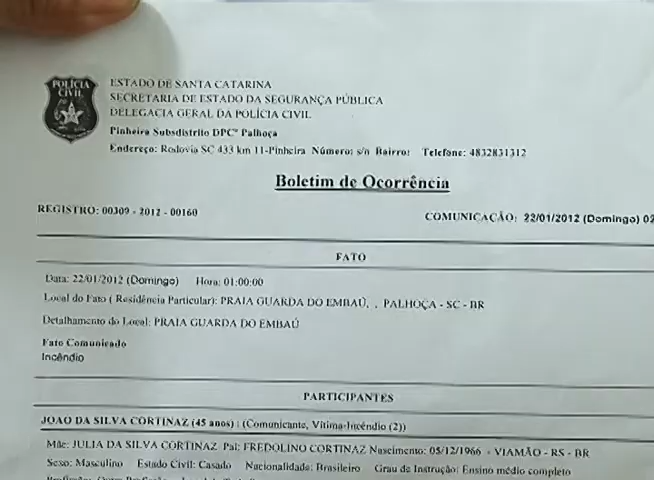 POLÍCIA
CIVIL
ESTADO DE SANTA CATARINA
SECRETARIA DE ESTADO DA SEGURANÇA PÚBLICA
DELEGACIA GERAL DA POLÍCIA CIVIL
Pinheira Subsdistrito DPCº Palhoça
Endereço: Rodovia SC 433 km 11-Pinheira Número: s/n Bairro: Telefone: 4832831312
Boletim de Ocorrência
REGISTRO: 00309 - 2012 - 00160
COMUNICAÇÃO: 22/01/2012 (Domingo) 02
FATO
Data: 22/01/2012 (Domingo) Hora: 01:00:00
Local do Fato ( Residência Particular): PRAIA GUARDA DO EMBAÚ, , PALHOÇA - SC - BR
Detalhamento do Local: PRAIA GUARDA DO EMBAÚ
Fato Comunicado
Incêndio
PARTICIPANTES
JOAO DA SILVA CORTINAZ (45 anos) : (Comunicante, Vítima-Incêndio (2))
Mãe: JULIA DA SILVA CORTINAZ Pai: FREDOLINO CORTINAZ Nascimento: 05/12/1966 - VIAMÃO - RS - BR
Sexo: Masculino Estado Civil: Casado Nacionalidade: Brasileiro Grau de Instrução: Ensino médio completo